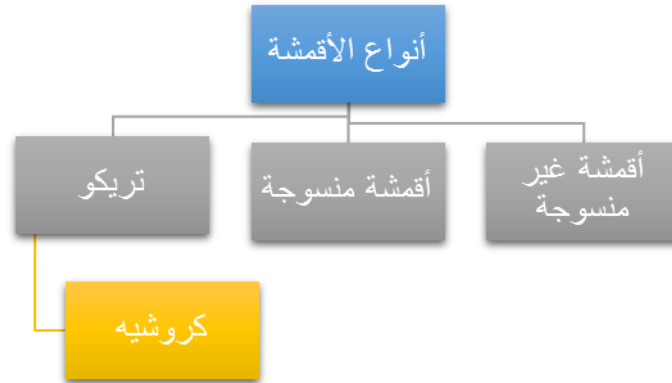 أنواع الأقمشة
أقمشة غير
منسوجة
أقمشة منسوجة
تريكو
كروشيه